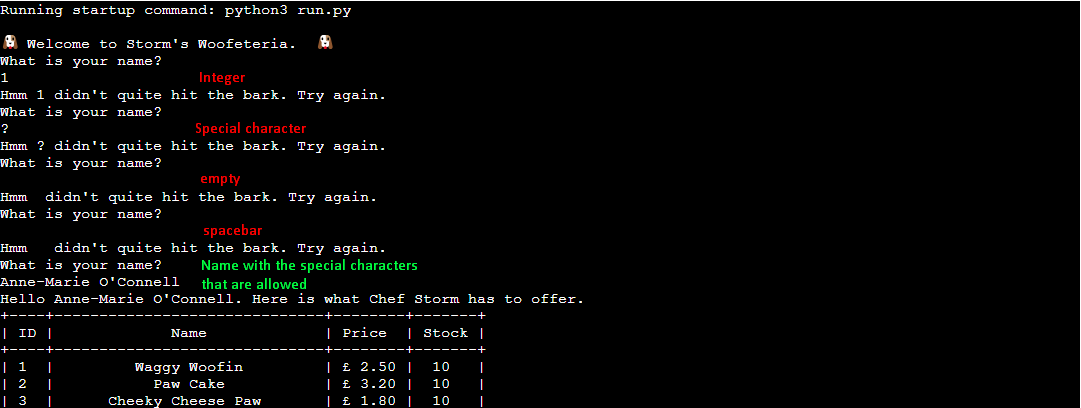 Running startup command: python3 run.py
Welcome to Storm's Woofeteria.
What is your name?
1 Integer
Hmm 1 didn't quite hit the bark. Try again.
What is your name?
? Special character
Hmm ? didn't quite hit the bark. Try again.
What is your name?
empty
Hmm  didn't quite hit the bark. Try again.
What is your name?
spacebar
Hmm   didn't quite hit the bark. Try again.
What is your name? Name with the special characters
Anne-Marie O'Connell that are allowed
Hello Anne-Marie O'Connell. Here is what Chef Storm has to offer.
+----+------------------------------+--------+-------+
| ID |             Name             | Price  | Stock |
+----+------------------------------+--------+-------+
| 1  |         Waggy Woofin         | £ 2.50 |  10   |
| 2  |           Paw Cake           | £ 3.20 |  10   |
| 3  |      Cheeky Cheese Paw       | £ 1.80 |  10   |